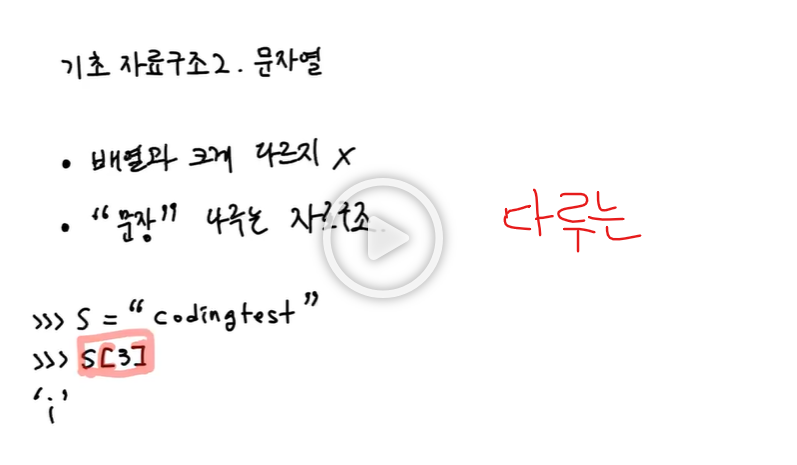 기초 자료구조2. 문자열
• 배열과 크게 다르지 X
• “문장” 다루는 자료구조. 다루는
>>> S = “codingtest”
>>> S[3]
‘i’